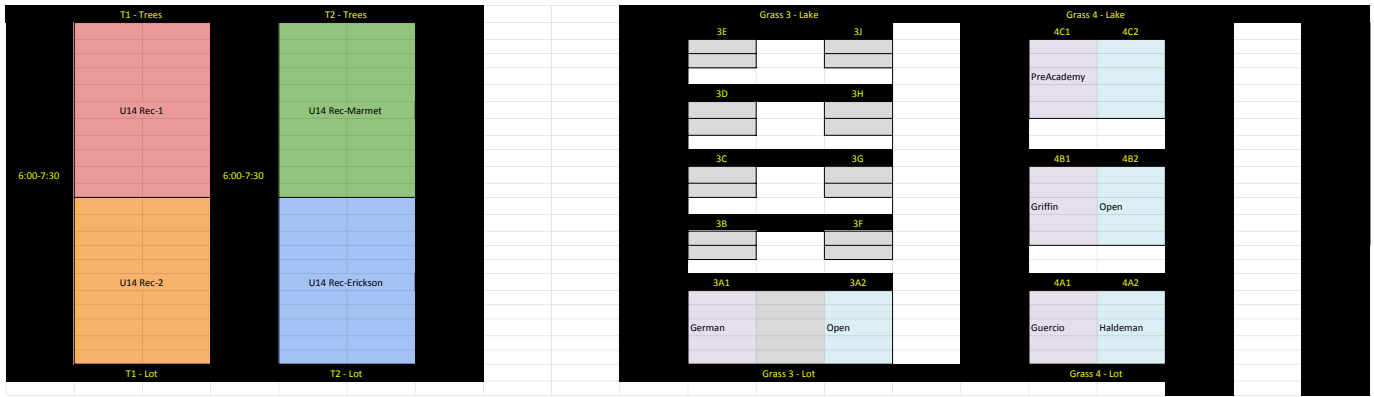 T1 - Trees
T2 - Trees
Grass 3 - Lake
Grass 4 - Lake
3E
3J
4C1
4C2
PreAcademy
3D
3H
U14 Rec-1
U14 Rec-Marmet
3C
3G
4B1
4B2
6:00-7:30
6:00-7:30
Griffin
Open
3B
3F
U14 Rec-2
U14 Rec-Erickson
3A1
3A2
4A1
4A2
German
Open
Guercio
Haldeman
T1 - Lot
T2 - Lot
Grass 3 - Lot
Grass 4 - Lot